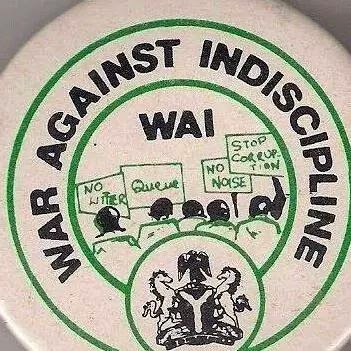 WAR AGAINST INDISCIPLINE
WAI
NO
LITTER
Queue
NO
NOISE
STOP
CORRUP-
TION